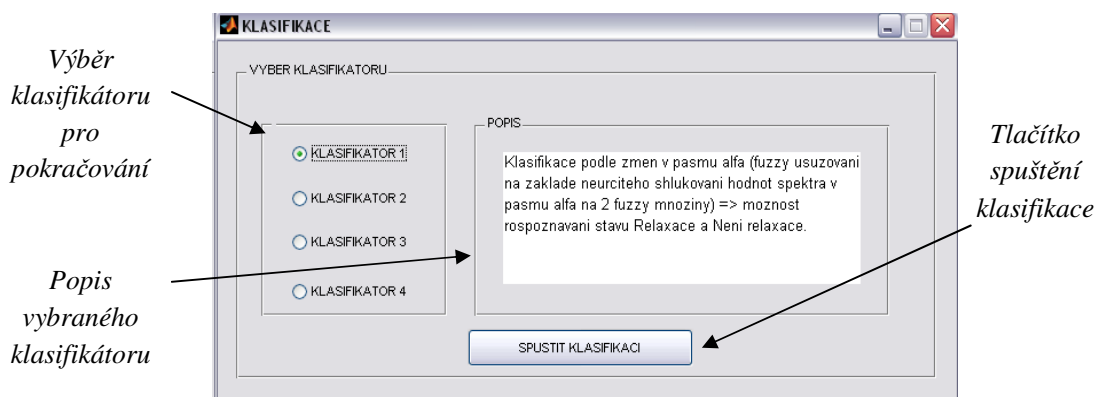 KLASIFIKACE
Výběr
klasifikátoru
pro
pokračování
VYBER KLASIFIKATORU
KLASIFIKATOR 1
KLASIFIKATOR 2
KLASIFIKATOR 3
KLASIFIKATOR 4
POPIS
Klasifikace podle zmen v pasmu alfa (fuzzy usuzovani
na zaklade neurciteho shlukovani hodnot spektra v
pasmu alfa na 2 fuzzy mnoziny) => moznost
rospoznavani stavu Relaxace a Neni relaxace.
Tlačítko
spuštění
klasifikace
Popis
vybraného
klasifikátoru
SPUSTIT KLASIFIKACI